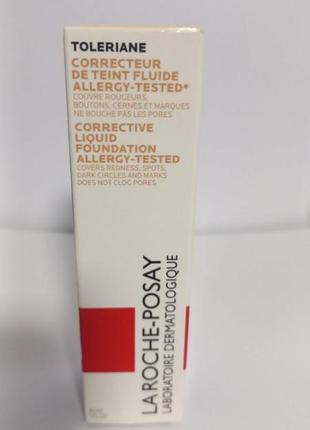 TOLERIANE
CORRECTEUR
DE TEINT FLUIDE
ALLERGY-TESTED*
COUVRE ROUGEURS,
BOUTONS, CERNES ET MARQUES
NE BOUCHE PAS LES PORES
CORRECTIVE
LIQUID
FOUNDATION
ALLERGY-TESTED
COVERS REDNESS, SPOTS,
DARK CIRCLES AND MARKS
DOES NOT CLOG PORES
LA ROCHE-POSAY
LABORATOIRE DERMATOLOGIQUE